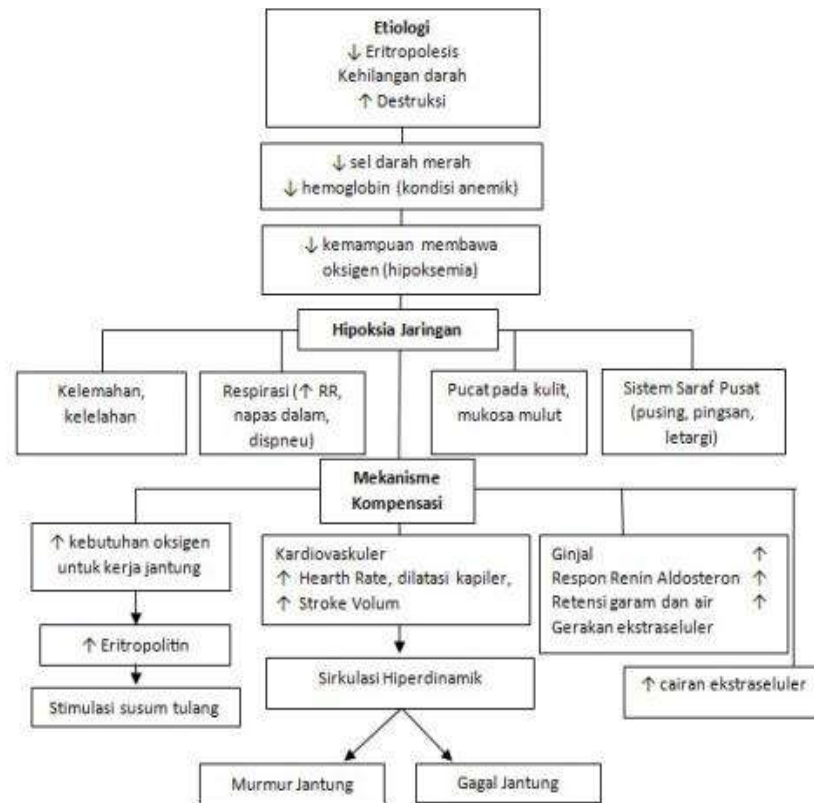 Etiologi
↓ Eritropolesis
Kehilangan darah
↑ Destruksi
↓ sel darah merah
↓ hemoglobin (kondisi anemik)
↓ kemampuan membawa
oksigen (hipoksemia)
Hipoksia Jaringan
Kelemahan,
kelelahan
Respirasi (↑ RR,
napas dalam,
dispneu)
Pucat pada kulit,
mukosa mulut
Sistem Saraf Pusat
(pusing, pingsan,
letargi)
Mekanisme
Kompensasi
↑ kebutuhan oksigen
untuk kerja jantung
Kardiovaskuler
↑ Hearth Rate, dilatasi kapiler,
↑ Stroke Volum
Ginjal ↑
Respon Renin Aldosteron ↑
Retensi garam dan air ↑
Gerakan ekstraseluler
↑ Eritropolitin
Sirkulasi Hiperdinamik
↑ cairan ekstraseluler
Stimulasi susum tulang
Murmur Jantung
Gagal Jantung